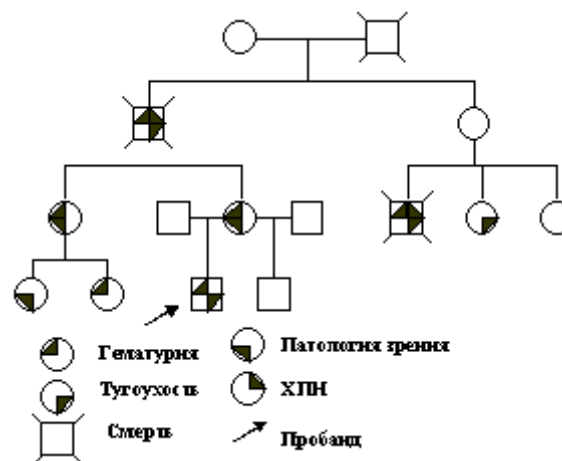 Гематурия Патология зрения
Тугоухость ХПН
Смерть Пробанд